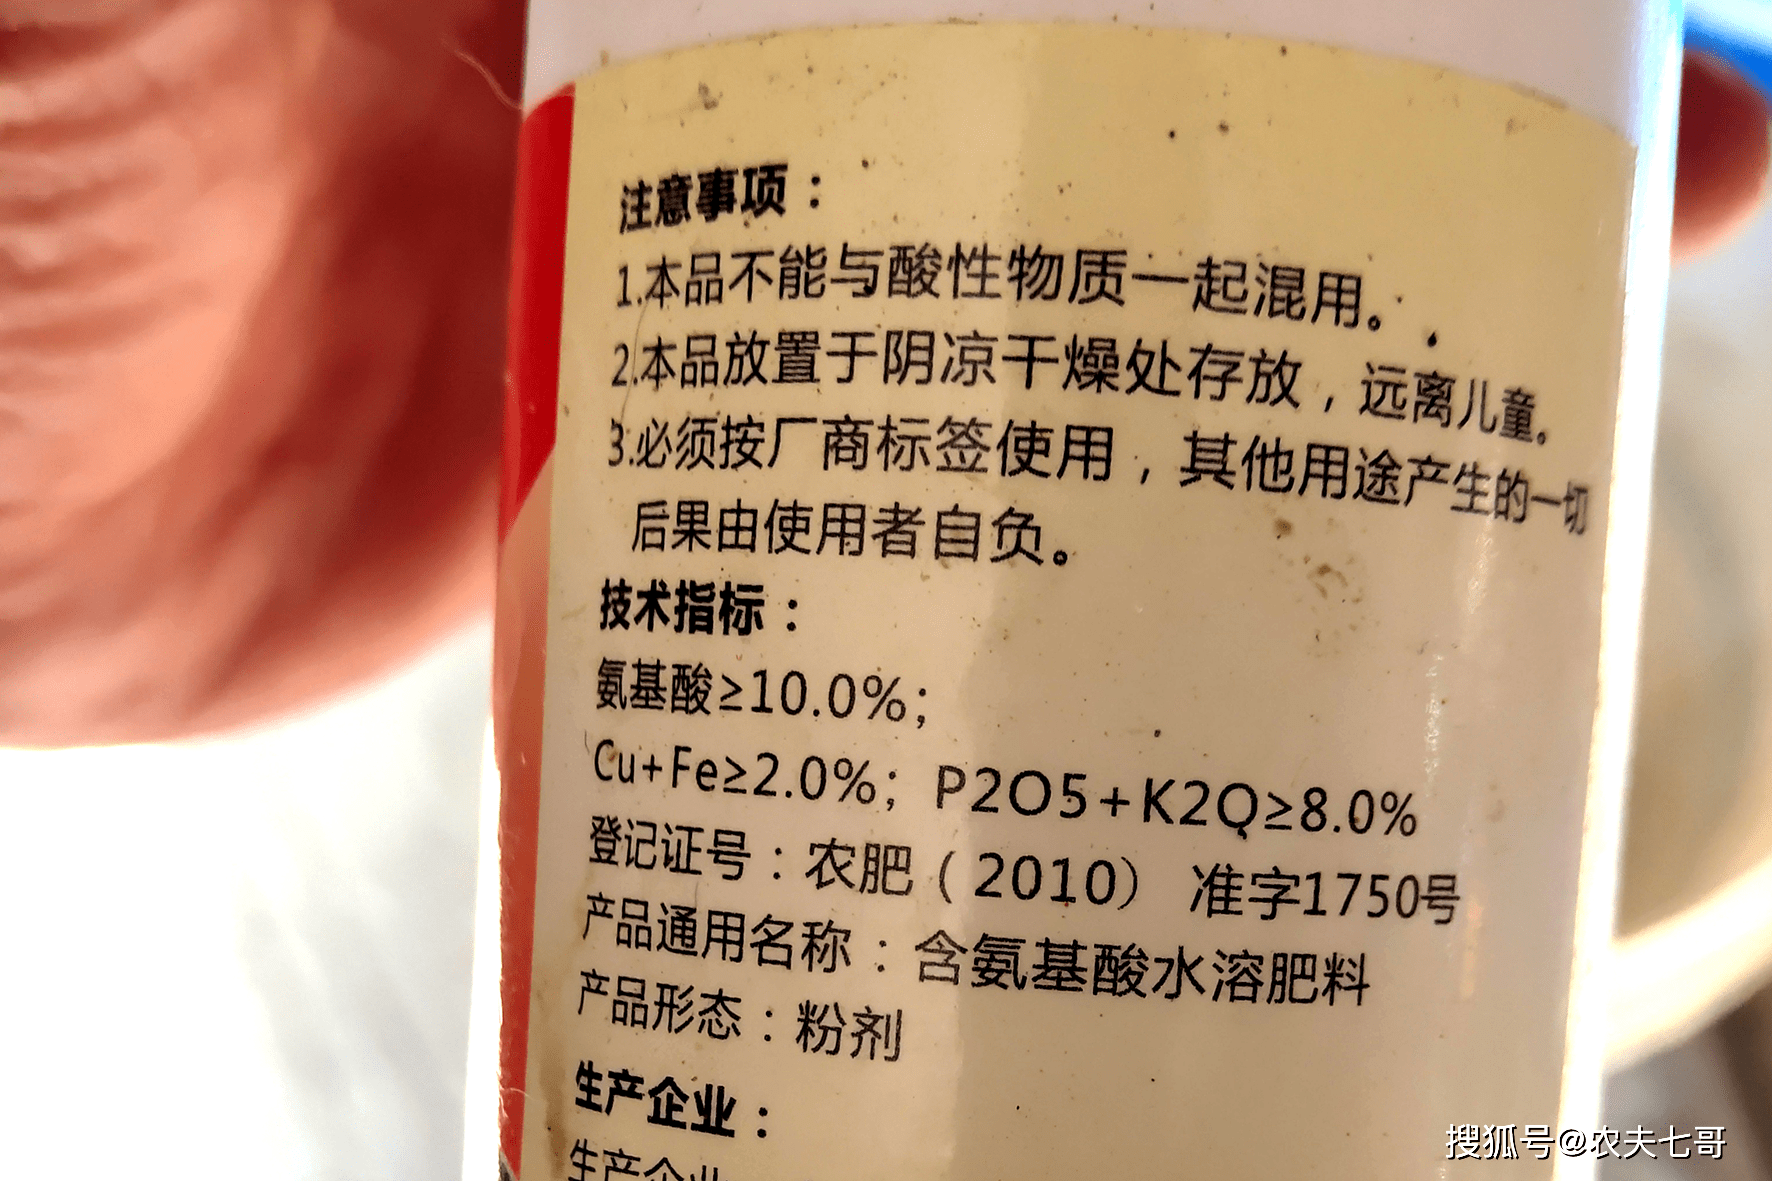 注意事项：
1.本品不能与酸性物质一起混用。
2.本品放置于阴凉干燥处存放，远离儿童。
3.必须按厂商标签使用，其他用途产生的一切
后果由使用者自负。
技术指标：
氨基酸≥10.0%；
Cu+Fe≥2.0%；P2O5+K2Q≥8.0%
登记证号：农肥（2010） 准字1750号
产品通用名称：含氨基酸水溶肥料
产品形态：粉剂
生产企业：
生产企业
搜狐号@农夫七哥